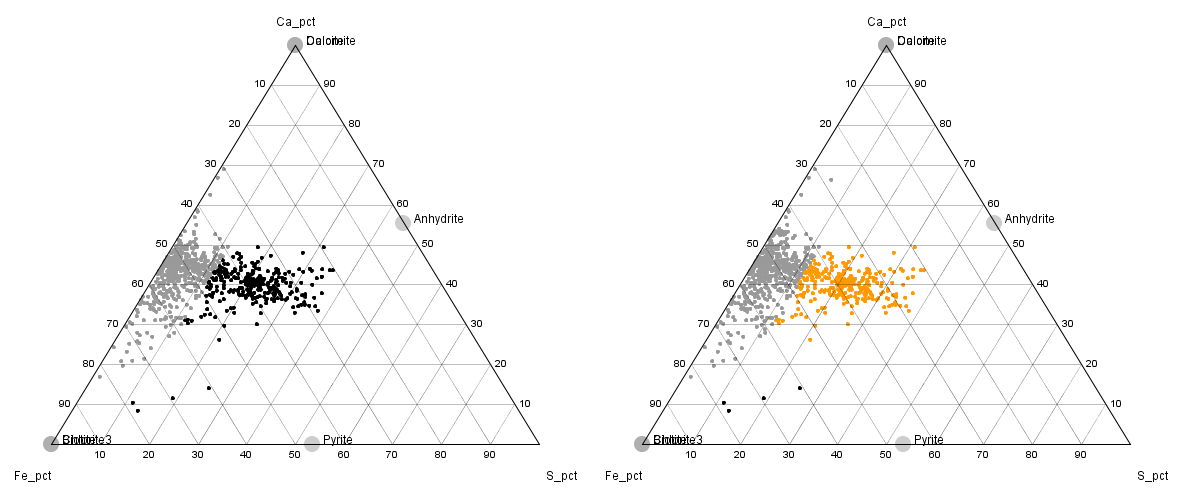 Ca_pct Ca_pct
10 90 10 90
20 80 20 80
30 70 30 70
40 60 40 60
Anhydrite Anhydrite
50 50 50 50
60 40 60 40
70 30 70 30
80 20 80 20
90 10 90 10
Pyrite Pyrite
10 20 30 40 50 60 70 80 90 10 20 30 40 50 60 70 80 90
Fe_pct S_pct Fe_pct S_pct